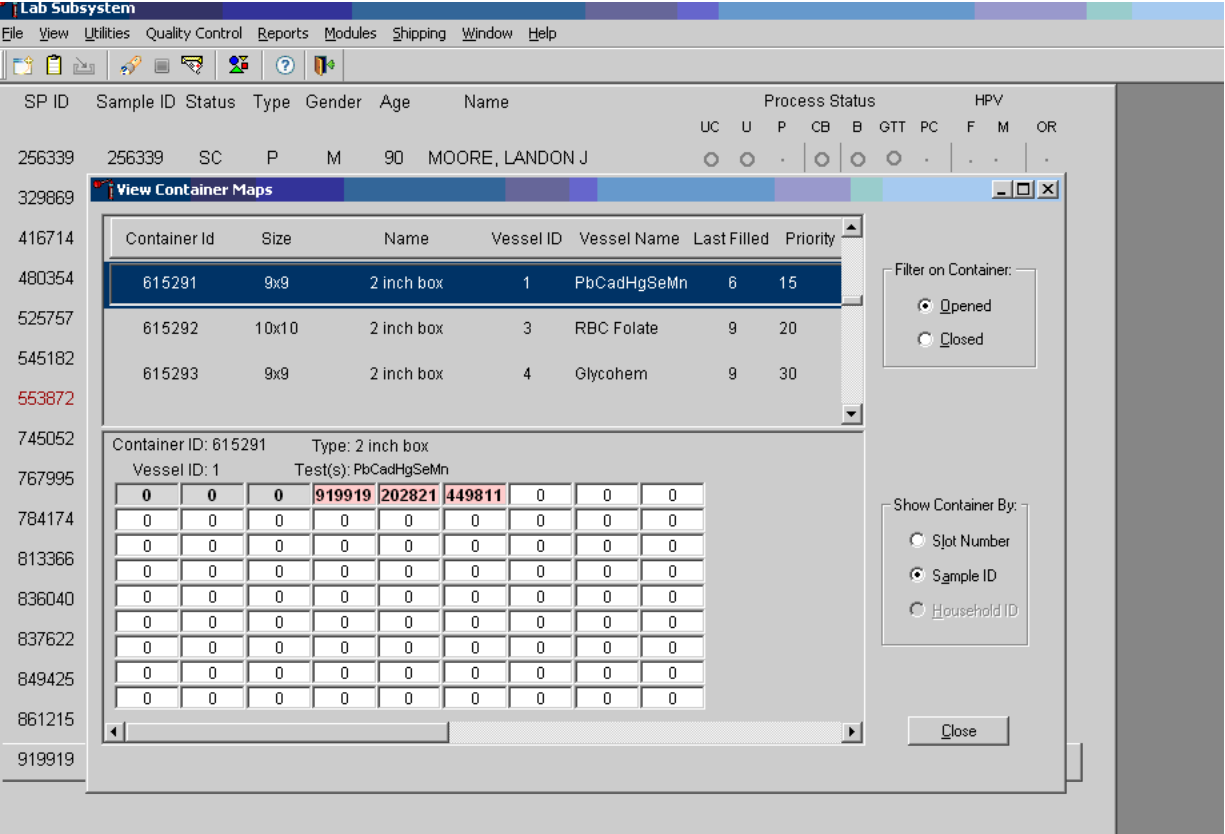 Lab Subsystem
File View Utilities Quality Control Reports Modules Shipping Window Help
SP ID Sample ID Status Type Gender Age Name Process Status HPV
UC U P CB B GTT PC F M OR
256339 256339 SC P M 90 MOORE, LANDON J
329869
416714
480354
525757
545182
553872
745052
767995
784174
813366
836040
837622
849425
861215
919919
View Container Maps
Container Id Size Name Vessel ID Vessel Name Last Filled Priority
615291 9x9 2 inch box 1 PbCadHgSeMn 6 15
615292 10x10 2 inch box 3 RBC Folate 9 20
615293 9x9 2 inch box 4 Glycohem 9 30
Filter on Container:
Opened
Closed
Container ID: 615291 Type: 2 inch box
Vessel ID: 1 Test(s): PbCadHgSeMn
0 0 0 919919 202821 449811 0 0 0
0 0 0 0 0 0 0 0 0
0 0 0 0 0 0 0 0 0
0 0 0 0 0 0 0 0 0
0 0 0 0 0 0 0 0 0
0 0 0 0 0 0 0 0 0
0 0 0 0 0 0 0 0 0
0 0 0 0 0 0 0 0 0
0 0 0 0 0 0 0 0 0
Show Container By:
Slot Number
Sample ID
Household ID
Close